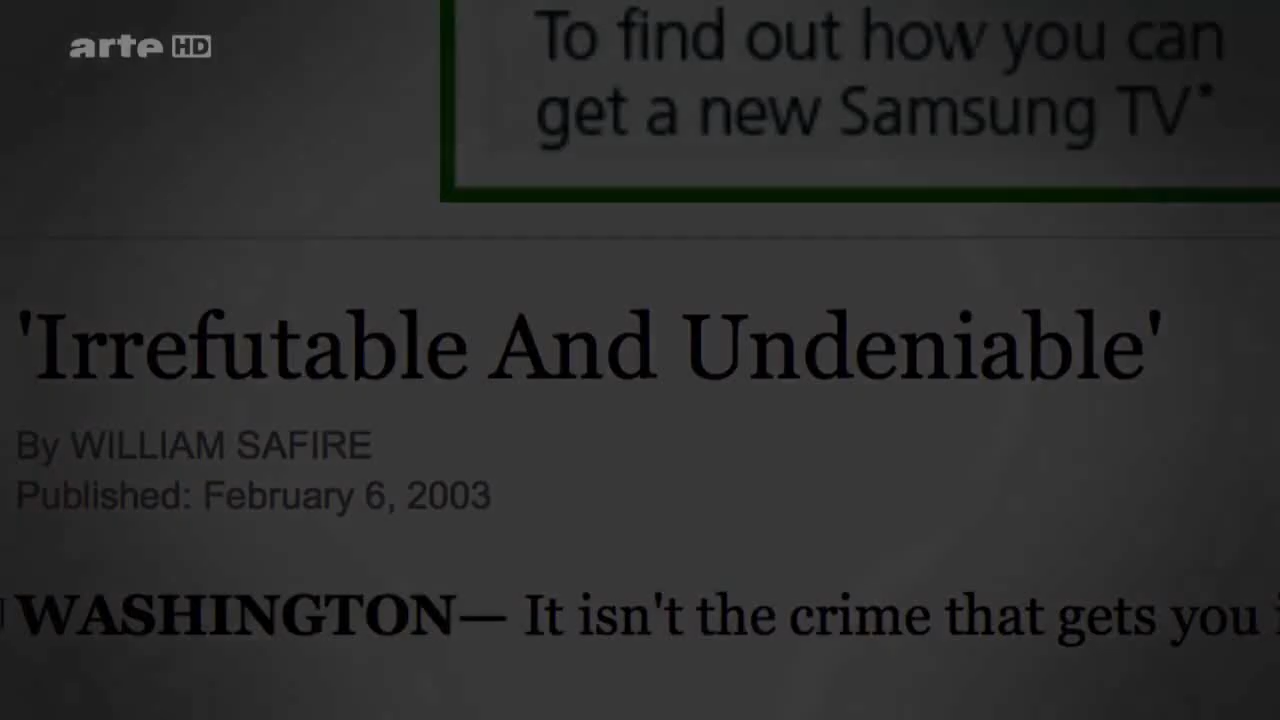 arte HD
To find out how you can
get a new Samsung TV*
'Irrefutable And Undeniable'
By WILLIAM SAFIRE
Published: February 6, 2003
WASHINGTON— It isn't the crime that gets you